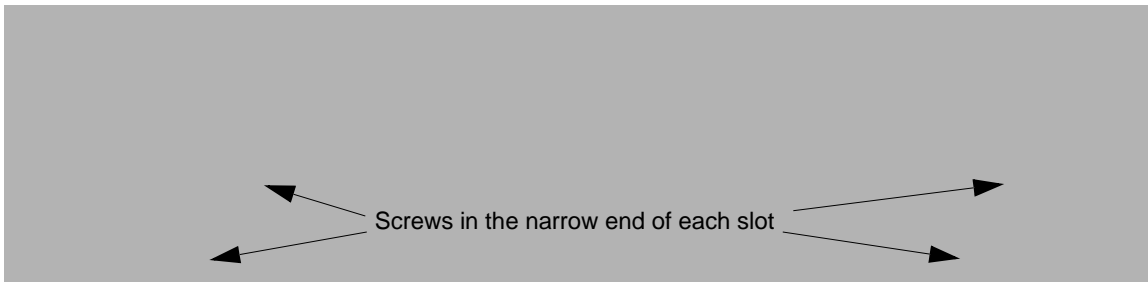 Screws in the narrow end of each slot